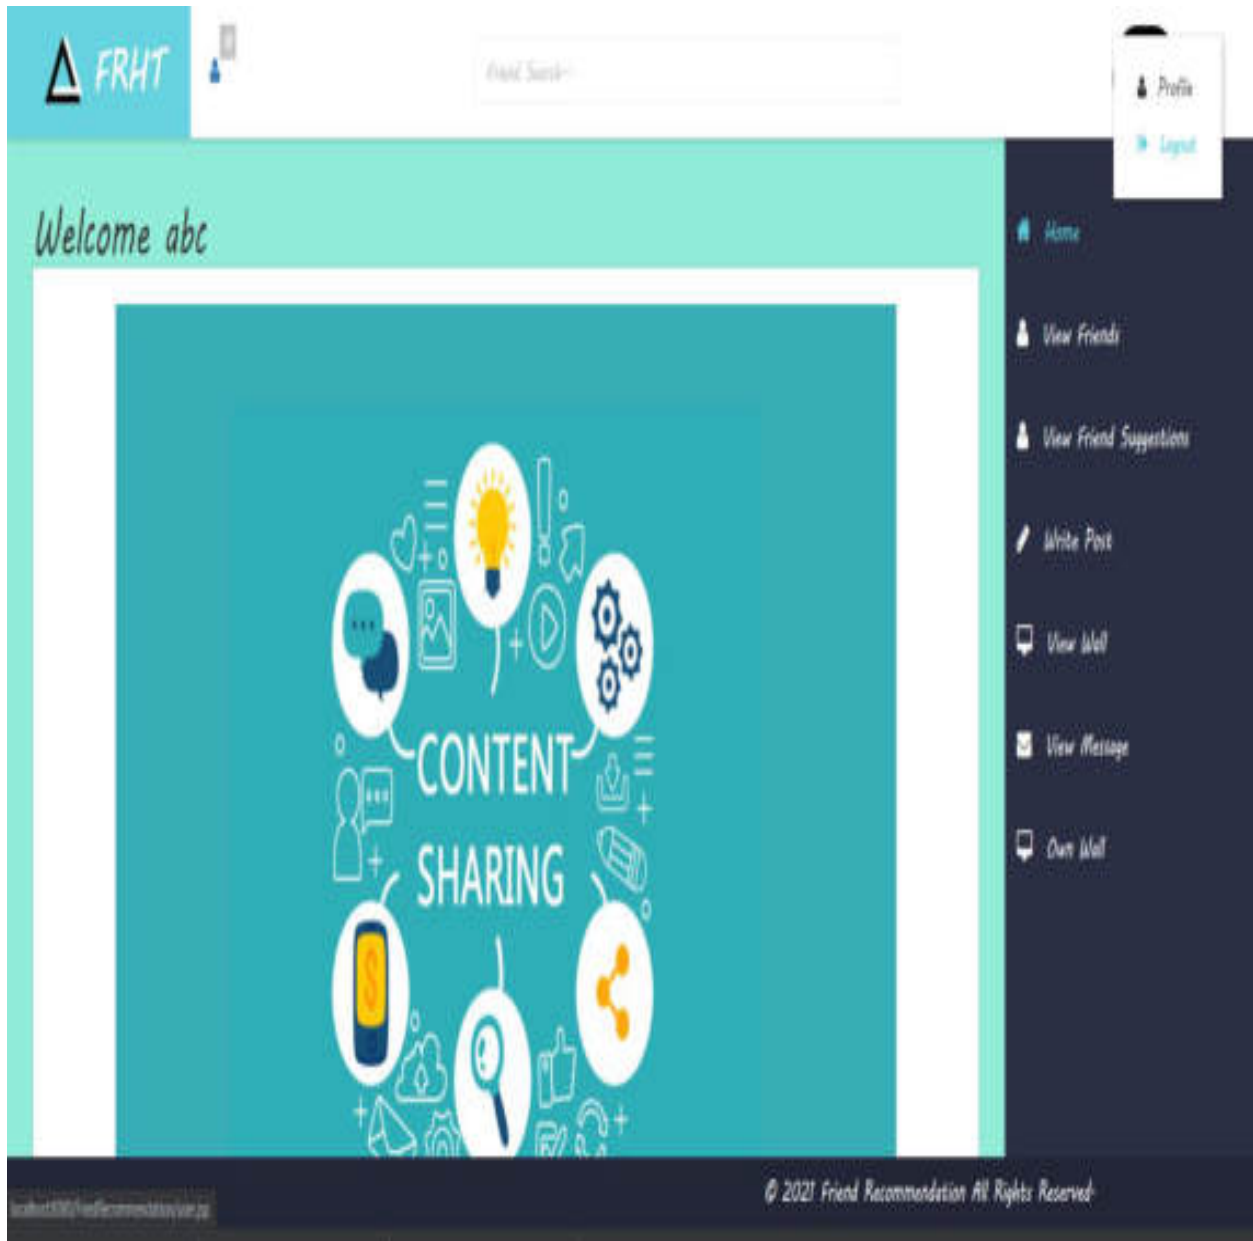 FRHT
Friend Search..
Profile
Logout
Welcome abc
Home
View Friends
View Friend Suggestions
Write Post
View Wall
View Message
Own Wall
CONTENT
SHARING
$
© 2021 Friend Recommendation All Rights Reserved.